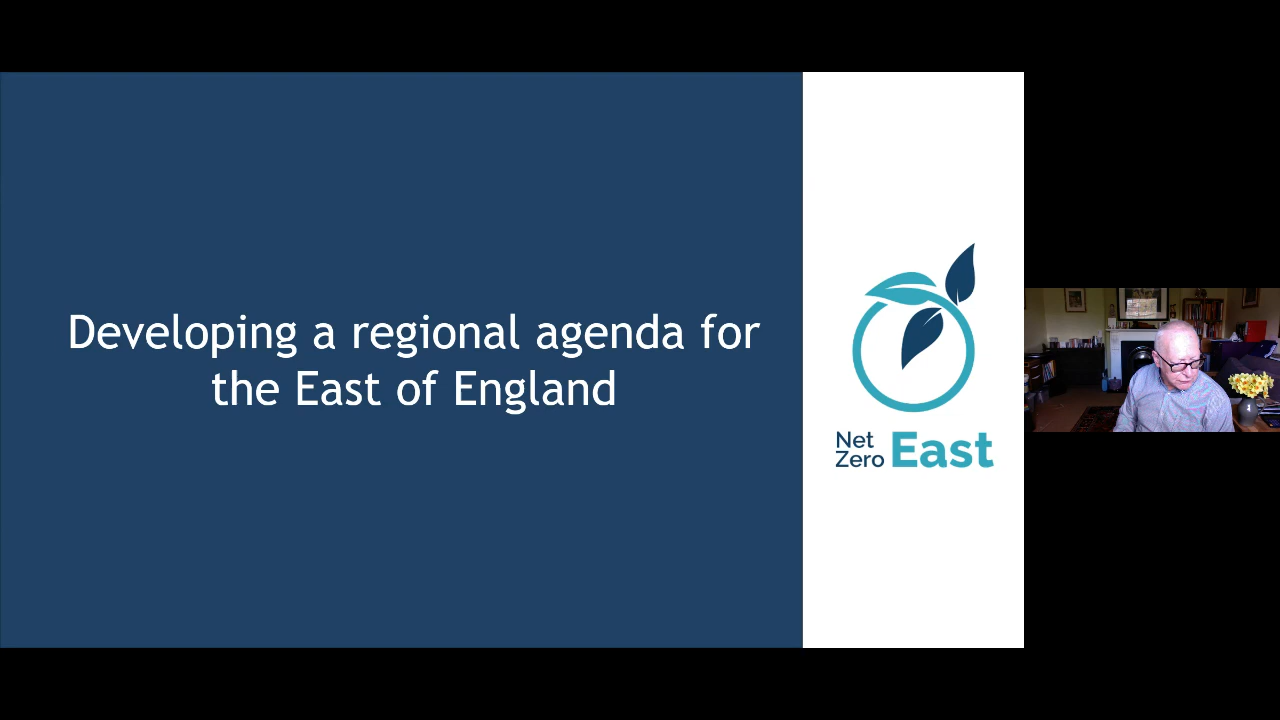 Developing a regional agenda for
the East of England
Net
Zero East